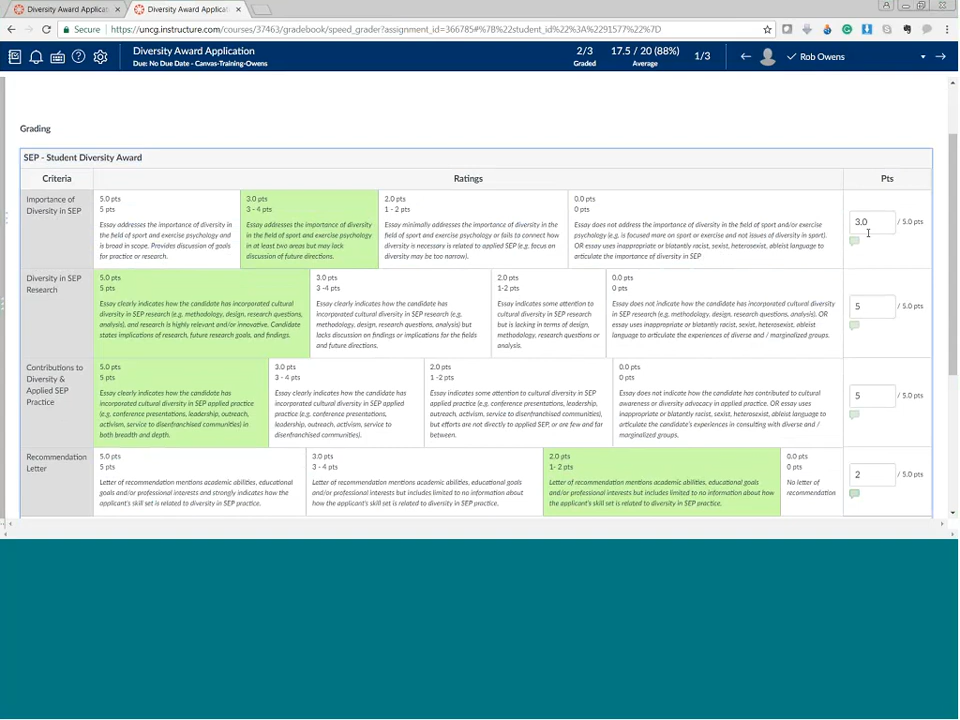 Diversity Award Applicat
Diversity Award Applicat
Secure
https://uncg.instructure.com/courses/37463/gradebook/speed_grader?assignment_id=366785#%7B%22student_id%22%3A%2291577%22%7D
Diversity Award Application
Due: No Due Date - Canvas-Training-Owens
2/3
Graded
17.5 / 20 (88%)
Average
1/3
Rob Owens
Grading
SEP - Student Diversity Award
Criteria
Ratings
Pts
Importance of
Diversity in SEP
5.0 pts
5 pts
Essay addresses the importance of diversity in
the field of sport and exercise psychology and
is broad in scope. Provides discussion of goals
for practice or research.
3.0 pts
3 - 4 pts
Essay addresses the importance of diversity
in the field of sport and exercise psychology
in at least two areas but may lack
discussion of future directions.
2.0 pts
1 - 2 pts
Essay minimally addresses the importance of diversity
in the field of sport and exercise psychology or fails to connect how
diversity is necessary is related to applied SEP (e.g. focus on
diversity may be too narrow).
0.0 pts
0 pts
Essay does not address the importance of diversity in the field of sport and/or exercise
psychology (e.g. is focused more on sport or exercise and not issues of diversity in sport).
OR essay uses inappropriate or blatantly racist, sexist, heterosexist, ableist language to
articulate the importance of diversity in SEP
3.0
/ 5.0 pts
Diversity in SEP
Research
5.0 pts
5 pts
Essay clearly indicates how the candidate has incorporated cultural
diversity in SEP research (e.g. methodology, design, research questions,
analysis), and research is highly relevant and/or innovative. Candidate
states implications of research, future research goals, and findings.
3.0 pts
3 -4 pts
Essay clearly indicates how the candidate has
incorporated cultural diversity in SEP research (e.g.
methodology, design, research questions, analysis) but
lacks discussion on findings or implications for the fields
and future directions.
2.0 pts
1-2 pts
Essay indicates some attention to
cultural diversity in SEP research
but is lacking in terms of design,
methodology, research questions or
analysis.
0.0 pts
0 pts
Essay does not indicate how the candidate has incorporated cultural diversity
in SEP research (e.g. methodology, design, research questions, analysis). OR
essay uses inappropriate or blatantly racist, sexist, heterosexist, ableist
language to articulate the experiences of diverse and / marginalized groups.
5
/ 5.0 pts
Contributions to
Diversity &
Applied SEP
Practice
5.0 pts
5 pts
Essay clearly indicates how the candidate has
incorporated cultural diversity in SEP applied practice
(e.g. conference presentations, leadership, outreach,
activism, service to disenfranchised communities) in
both breadth and depth.
3.0 pts
3 - 4 pts
Essay clearly indicates how the candidate has
incorporated cultural diversity in SEP applied
practice (e.g. conference presentations,
leadership, outreach, activism, service to
disenfranchised communities).
2.0 pts
1 -2 pts
Essay indicates some attention to cultural diversity in SEP
applied practice (e.g. conference presentations, leadership,
outreach, activism, service to disenfranchised communities),
but efforts are not directly to applied SEP, or are few and far
between.
0.0 pts
0 pts
Essay does not indicate how the candidate has contributed to cultural
awareness or diversity advocacy in applied practice. OR essay uses
inappropriate or blatantly racist, sexist, heterosexist, ableist language to
articulate the candidate's experiences in consulting with diverse and /
marginalized groups.
5
/ 5.0 pts
Recommendation
Letter
5.0 pts
5 pts
Letter of recommendation mentions academic abilities, educational
goals and/or professional interests and strongly indicates how the
applicant's skill set is related to diversity in SEP practice.
3.0 pts
3 - 4 pts
Letter of recommendation mentions academic abilities, educational goals
and/or professional interests but includes limited to no information about
how the applicant's skill set is related to diversity in SEP practice.
2.0 pts
1- 2 pts
Letter of recommendation mentions academic abilities, educational goals
and/or professional interests but includes limited to no information about how
the applicant's skill set is related to diversity in SEP practice.
0.0 pts
0 pts
No letter of
recommendation
2
/ 5.0 pts